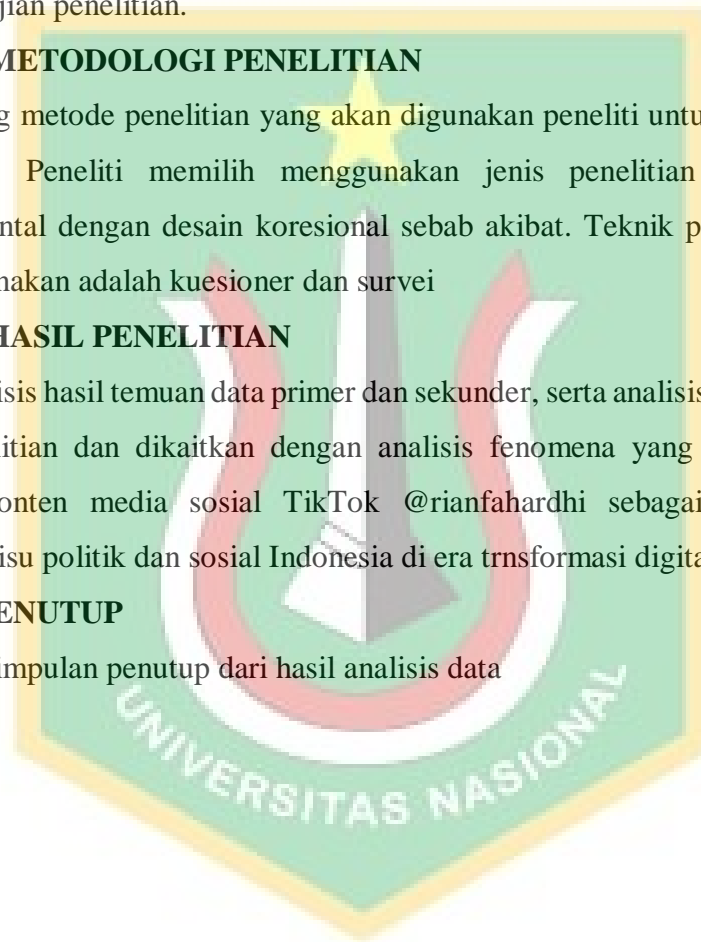 jian penelitian.
METODOLOGI PENELITIAN
g metode penelitian yang akan digunakan peneliti untu
Peneliti memilih menggunakan jenis penelitian
ntal dengan desain koresional sebab akibat. Teknik p
nakan adalah kuesioner dan survei
HASIL PENELITIAN
isis hasil temuan data primer dan sekunder, serta analisis
litian dan dikaitkan dengan analisis fenomena yang
onten media sosial TikTok @rianfahardhi sebagai
isu politik dan sosial Indonesia di era trnsformasi digita
ENUTUP
impulan penutup dari hasil analisis data
UNIVERSITAS NASIONAL